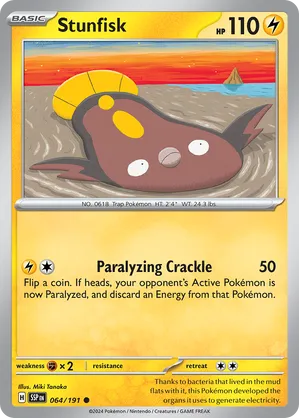 BASIC
Stunfisk
HP 110
NO. 0618 Trap Pokémon HT. 2'4" WT. 24.3 lbs
Paralyzing Crackle 50
Flip a coin. If heads, your opponent's Active Pokémon is
now Paralyzed, and discard an Energy from that Pokémon.
weakness ×2 resistance retreat
Illus. Miki Tanaka
H SSP EN 064/191
Thanks to bacteria that lived in the mud
flats with it, this Pokémon developed the
organs it uses to generate electricity.
©2024 Pokémon / Nintendo / Creatures / GAME FREAK